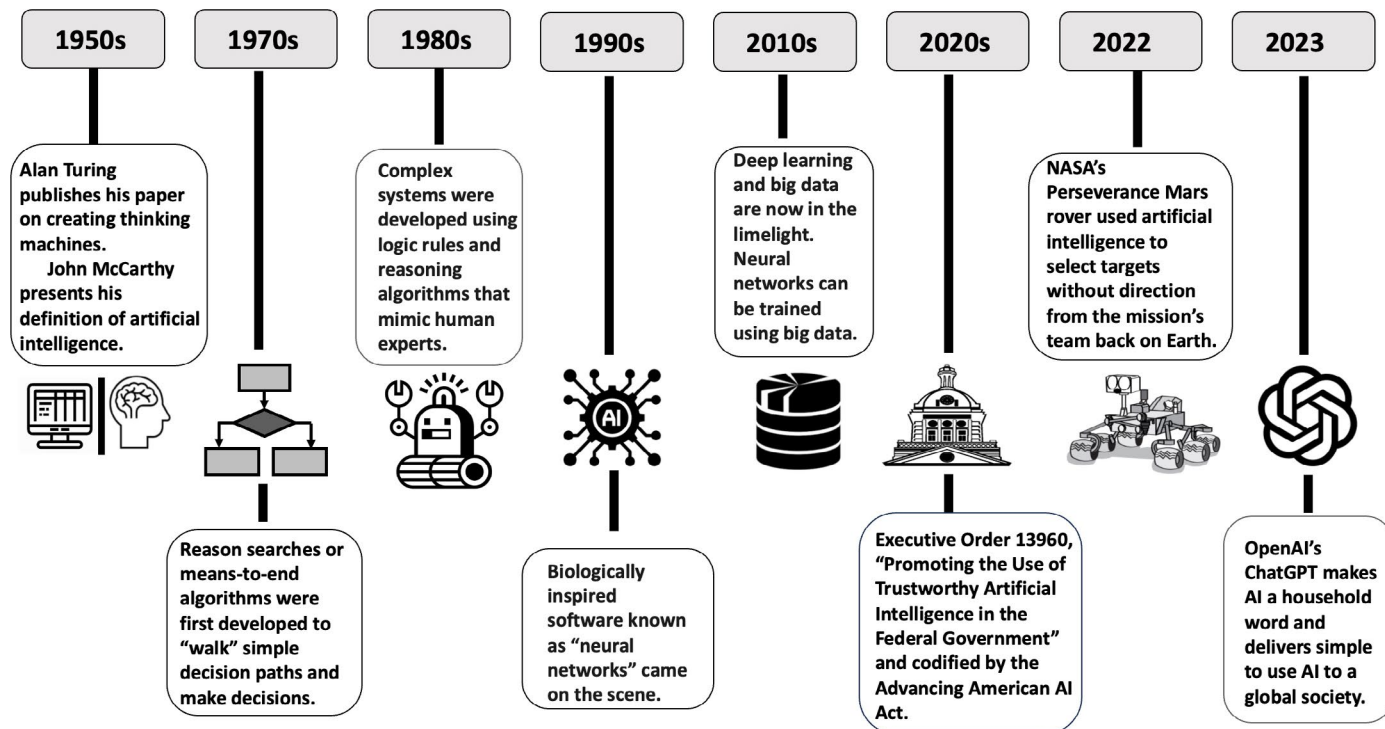 1950s
1970s
1980s
1990s
2010s
2020s
2022
2023
Alan Turing
publishes his paper
on creating thinking
machines.
John McCarthy
presents his
definition of artificial
intelligence.
Reason searches or
means-to-end
algorithms were
first developed to
“walk” simple
decision paths and
make decisions.
Complex
systems were
developed using
logic rules and
reasoning
algorithms that
mimic human
experts.
AI
Biologically
inspired
software known
as “neural
networks” came
on the scene.
Deep learning
and big data
are now in the
limelight.
Neural
networks can
be trained
using big data.
Executive Order 13960,
“Promoting the Use of
Trustworthy Artificial
Intelligence in the
Federal Government”
and codified by the
Advancing American AI
Act.
NASA’s
Perseverance Mars
rover used artificial
intelligence to
select targets
without direction
from the mission’s
team back on Earth.
OpenAI’s
ChatGPT makes
AI a household
word and
delivers simple
to use AI to a
global society.